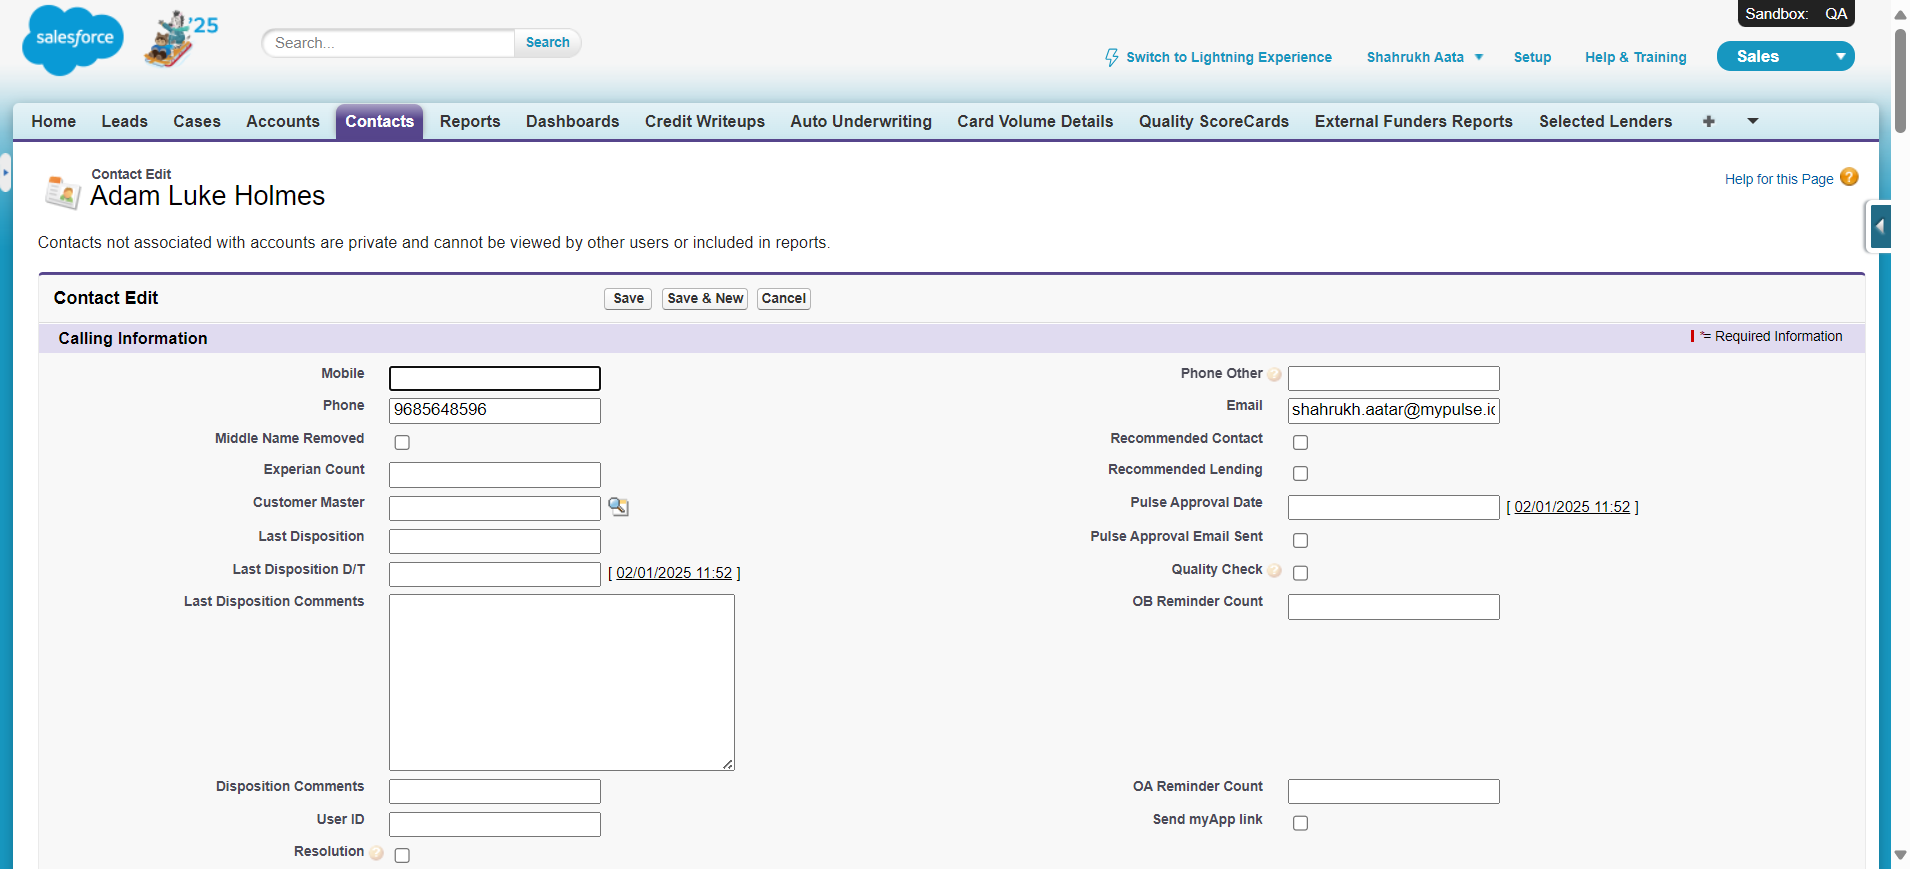 Sandbox: QA
salesforce
'25
Search...
Search
Switch to Lightning Experience
Shahrukh Aata
Setup
Help & Training
Sales
Home
Leads
Cases
Accounts
Contacts
Reports
Dashboards
Credit Writeups
Auto Underwriting
Card Volume Details
Quality ScoreCards
External Funders Reports
Selected Lenders
Contact Edit
Adam Luke Holmes
Help for this Page
Contacts not associated with accounts are private and cannot be viewed by other users or included in reports.
Contact Edit
Save
Save & New
Cancel
Calling Information
*= Required Information
Mobile
Phone Other
Phone 9685648596
Email shahrukh.aatar@mypulse.io
Middle Name Removed
Recommended Contact
Experian Count
Recommended Lending
Customer Master
Pulse Approval Date [ 02/01/2025 11:52 ]
Last Disposition
Pulse Approval Email Sent
Last Disposition D/T [ 02/01/2025 11:52 ]
Quality Check
Last Disposition Comments
OB Reminder Count
Disposition Comments
OA Reminder Count
User ID
Send myApp link
Resolution